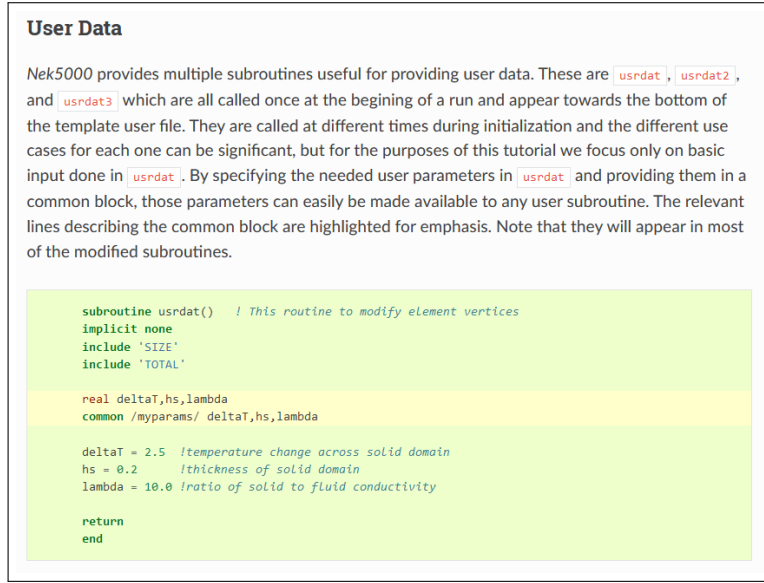 User Data
Nek5000 provides multiple subroutines useful for providing user data. These are usrdat , usrdat2 ,
and usrdat3 which are all called once at the begining of a run and appear towards the bottom of
the template user file. They are called at different times during initialization and the different use
cases for each one can be significant, but for the purposes of this tutorial we focus only on basic
input done in usrdat . By specifying the needed user parameters in usrdat and providing them in a
common block, those parameters can easily be made available to any user subroutine. The relevant
lines describing the common block are highlighted for emphasis. Note that they will appear in most
of the modified subroutines.
subroutine usrdat()   ! This routine to modify element vertices
implicit none
include 'SIZE'
include 'TOTAL'
real deltaT,hs,lambda
common /myparams/ deltaT,hs,lambda
deltaT = 2.5  !temperature change across solid domain
hs = 0.2      !thickness of solid domain
lambda = 10.0 !ratio of solid to fluid conductivity
return
end